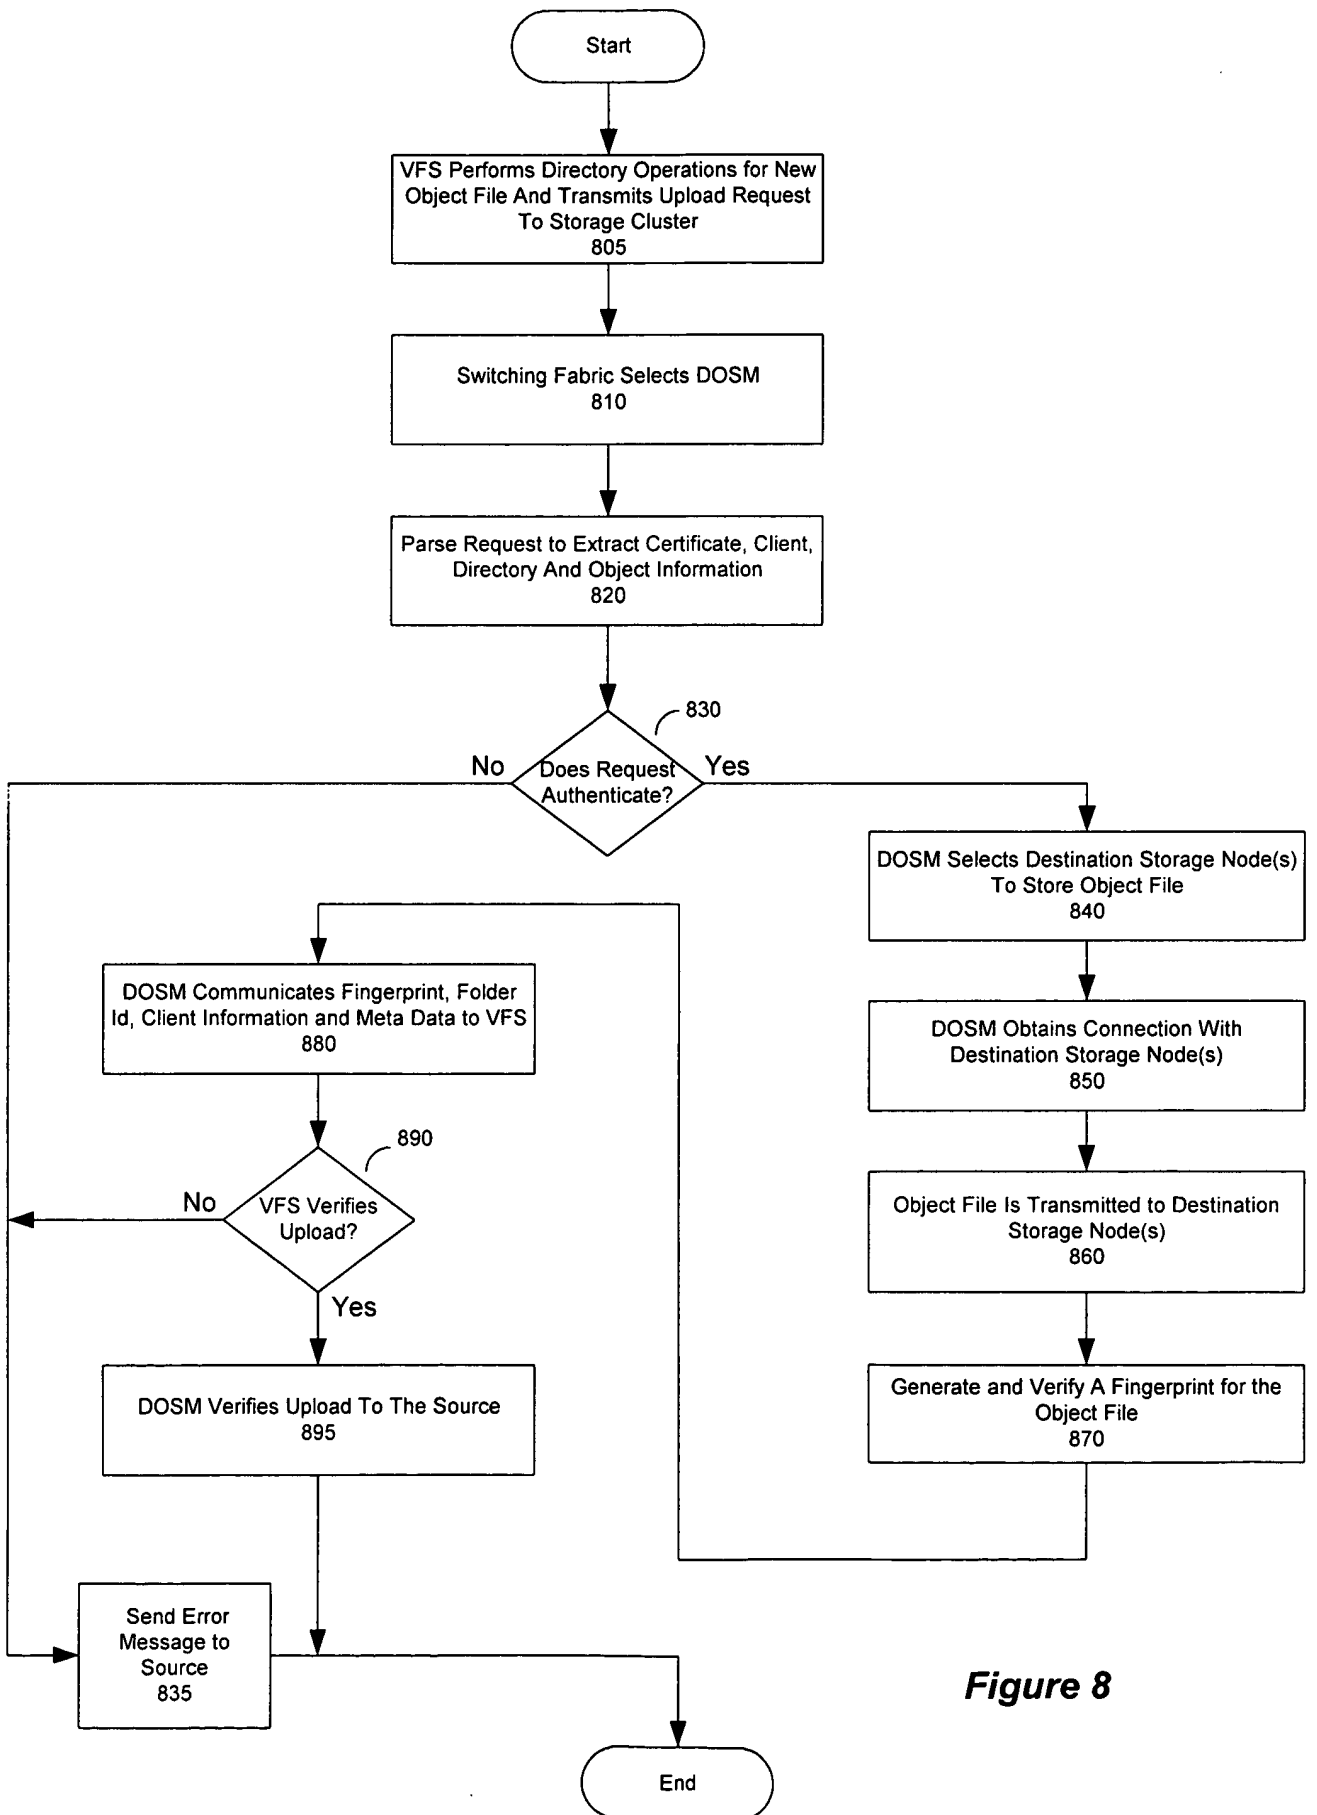 Start
VFS Performs Directory Operations for New
Object File And Transmits Upload Request
To Storage Cluster
805
Switching Fabric Selects DOSM
810
Parse Request to Extract Certificate, Client,
Directory And Object Information
820
830
No
Does Request
Authenticate?
Yes
DOSM Selects Destination Storage Node(s)
To Store Object File
840
DOSM Obtains Connection With
Destination Storage Node(s)
850
Object File Is Transmitted to Destination
Storage Node(s)
860
Generate and Verify A Fingerprint for the
Object File
870
DOSM Communicates Fingerprint, Folder
Id, Client Information and Meta Data to VFS
880
890
No
VFS Verifies
Upload?
Yes
DOSM Verifies Upload To The Source
895
Send Error
Message to
Source
835
Figure 8
End